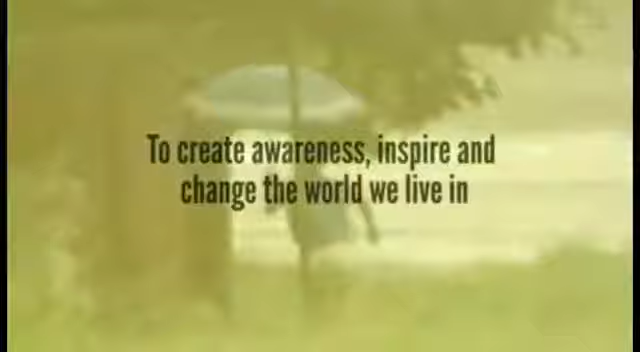 To create awareness, inspire and
change the world we live in